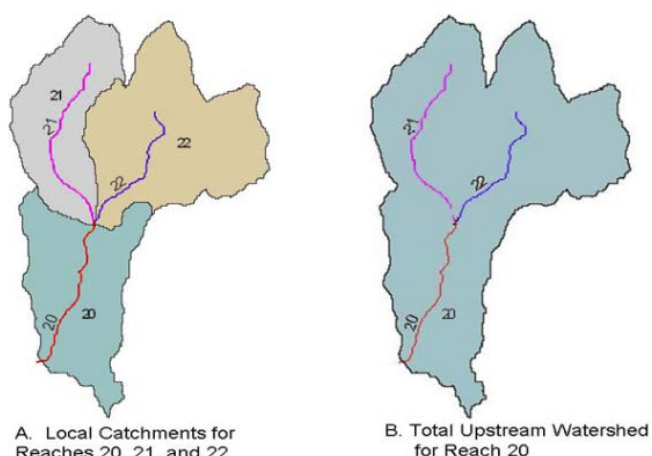 21
21
22
22
20
20
A. Local Catchments for
Reaches 20, 21, and 22
21
22
20
20
B. Total Upstream Watershed
for Reach 20